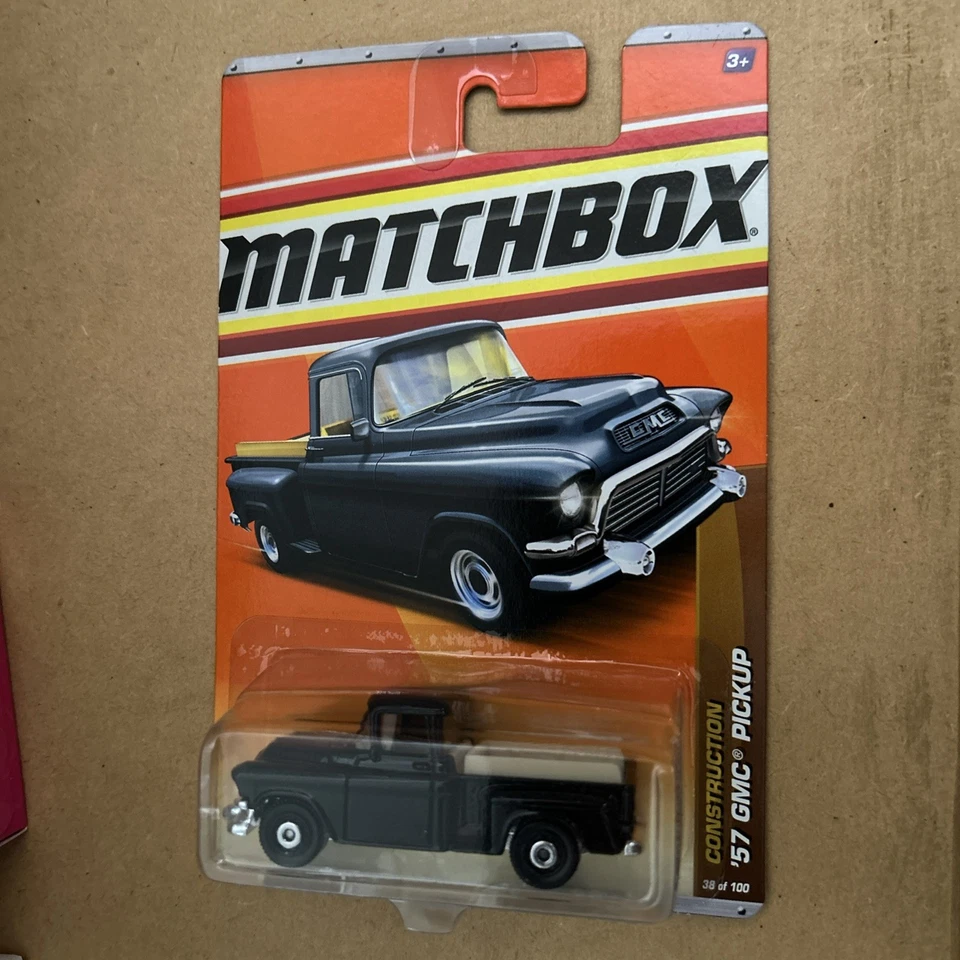 3+
MATCHBOX®
GMC
CONSTRUCTION
'57 GMC® PICKUP
38 of 100